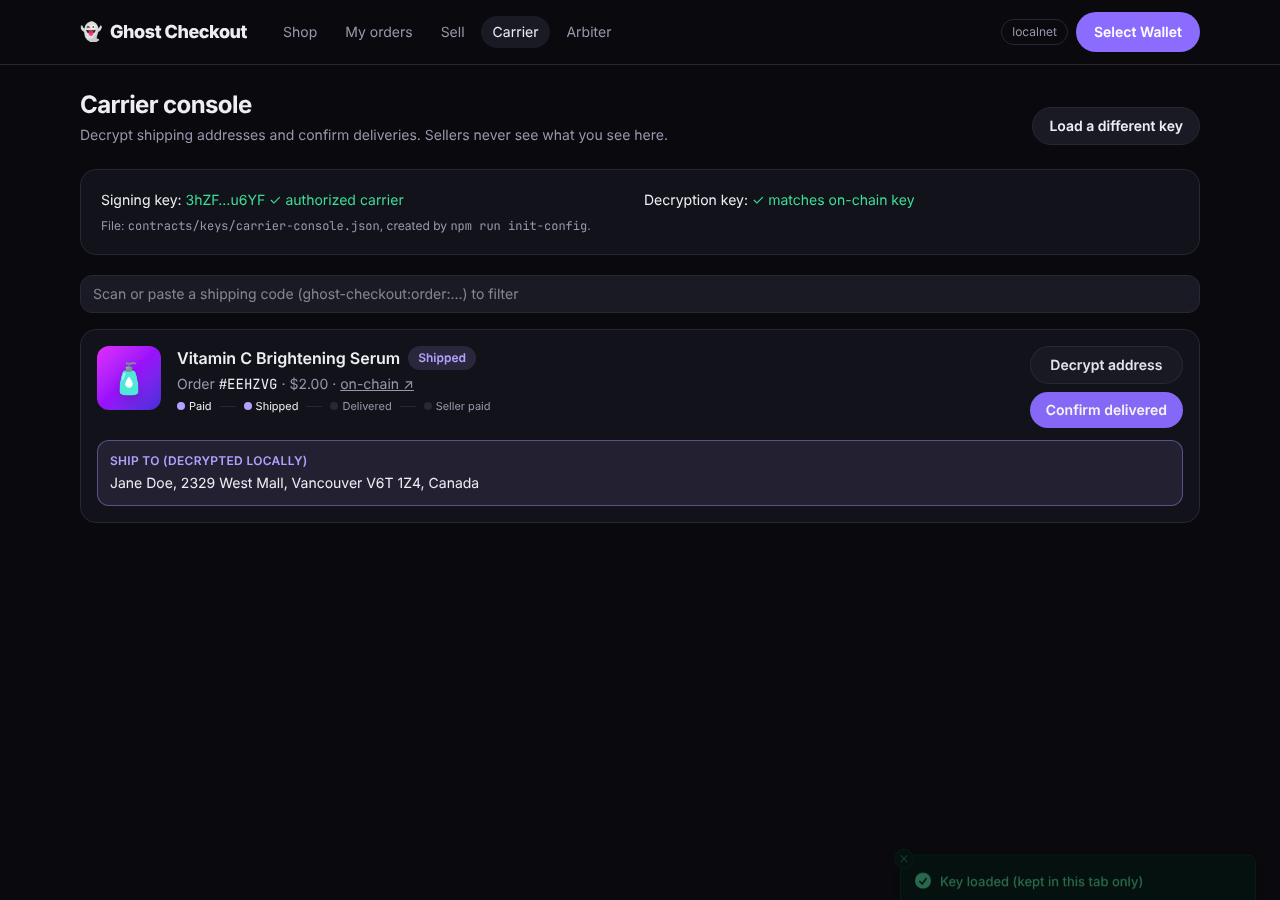 👻 Ghost Checkout Shop My orders Sell Carrier Arbiter localnet Select Wallet
Carrier console
Decrypt shipping addresses and confirm deliveries. Sellers never see what you see here.
Load a different key
Signing key: 3hZF…u6YF ✓ authorized carrier
Decryption key: ✓ matches on-chain key
File: contracts/keys/carrier-console.json, created by npm run init-config.
Scan or paste a shipping code (ghost-checkout:order:…) to filter
Vitamin C Brightening Serum Shipped
Decrypt address
Order #EEHZVG · $2.00 · on-chain ↗
Paid Shipped Delivered Seller paid
Confirm delivered
SHIP TO (DECRYPTED LOCALLY)
Jane Doe, 2329 West Mall, Vancouver V6T 1Z4, Canada
Key loaded (kept in this tab only)